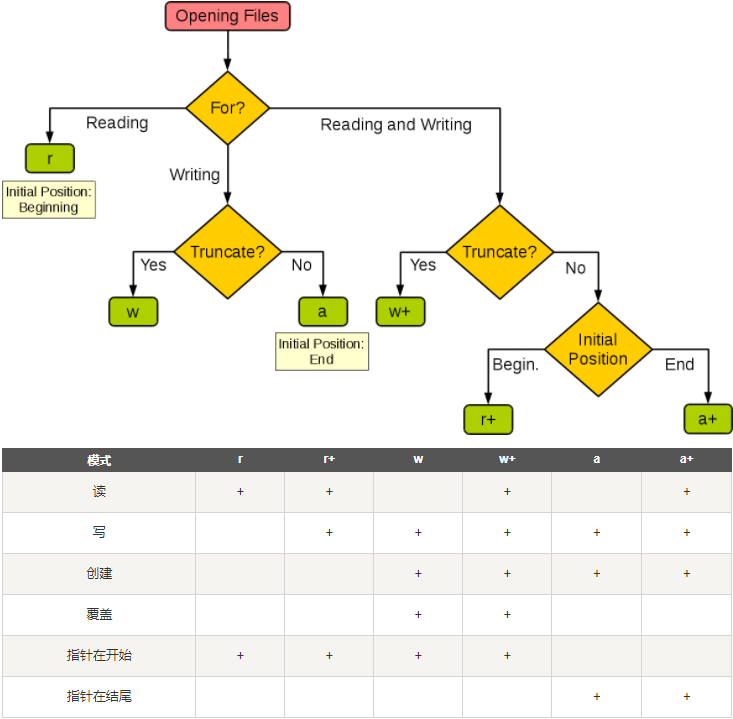 Opening Files
For?
Reading
Reading and Writing
r
Initial Position:
Beginning
Writing
Truncate?
Truncate?
Yes
No
Yes
No
w
a
w+
Initial Position:
End
Initial
Position
Begin.
End
r+
a+
模式 r r+ w w+ a a+
读 + + + +
写 + + + + +
创建 + + + +
覆盖 + +
指针在开始 + + + +
指针在结尾 + +